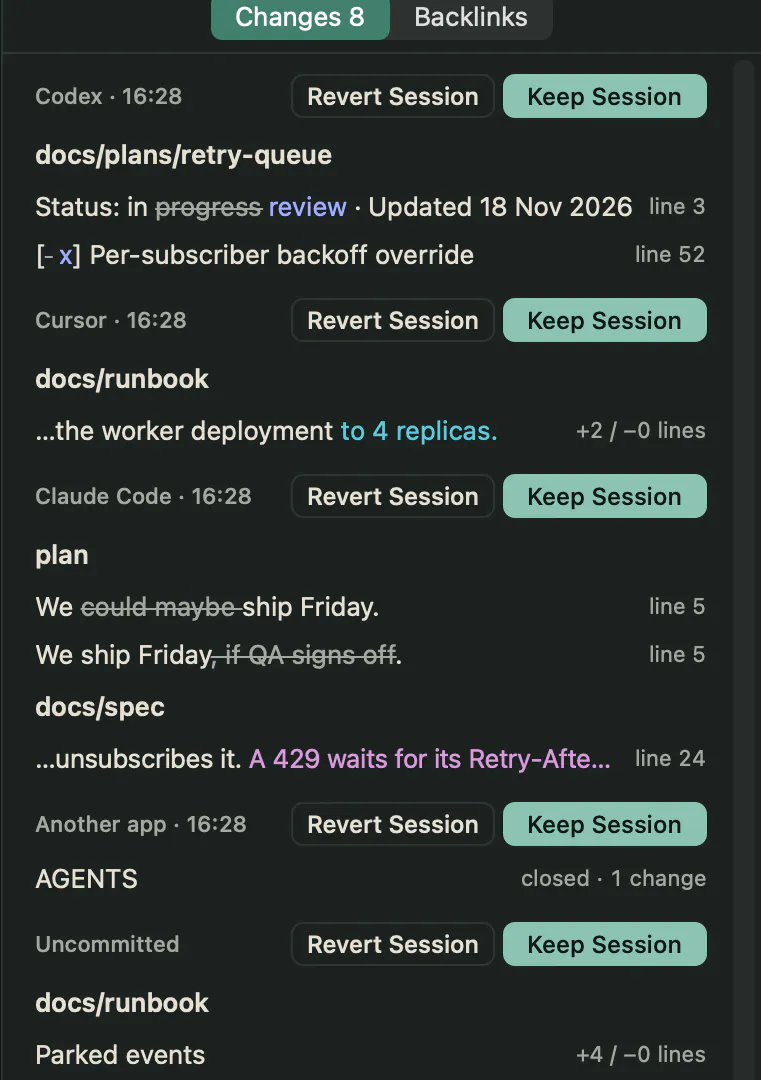 Changes 8 Backlinks
Codex · 16:28 Revert Session Keep Session
docs/plans/retry-queue
Status: in progress review · Updated 18 Nov 2026 line 3
[- x] Per-subscriber backoff override line 52
Cursor · 16:28 Revert Session Keep Session
docs/runbook
...the worker deployment to 4 replicas. +2 / −0 lines
Claude Code · 16:28 Revert Session Keep Session
plan
We could maybe ship Friday. line 5
We ship Friday, if QA signs off. line 5
docs/spec
...unsubscribes it. A 429 waits for its Retry-Afte... line 24
Another app · 16:28 Revert Session Keep Session
AGENTS closed · 1 change
Uncommitted Revert Session Keep Session
docs/runbook
Parked events +4 / −0 lines